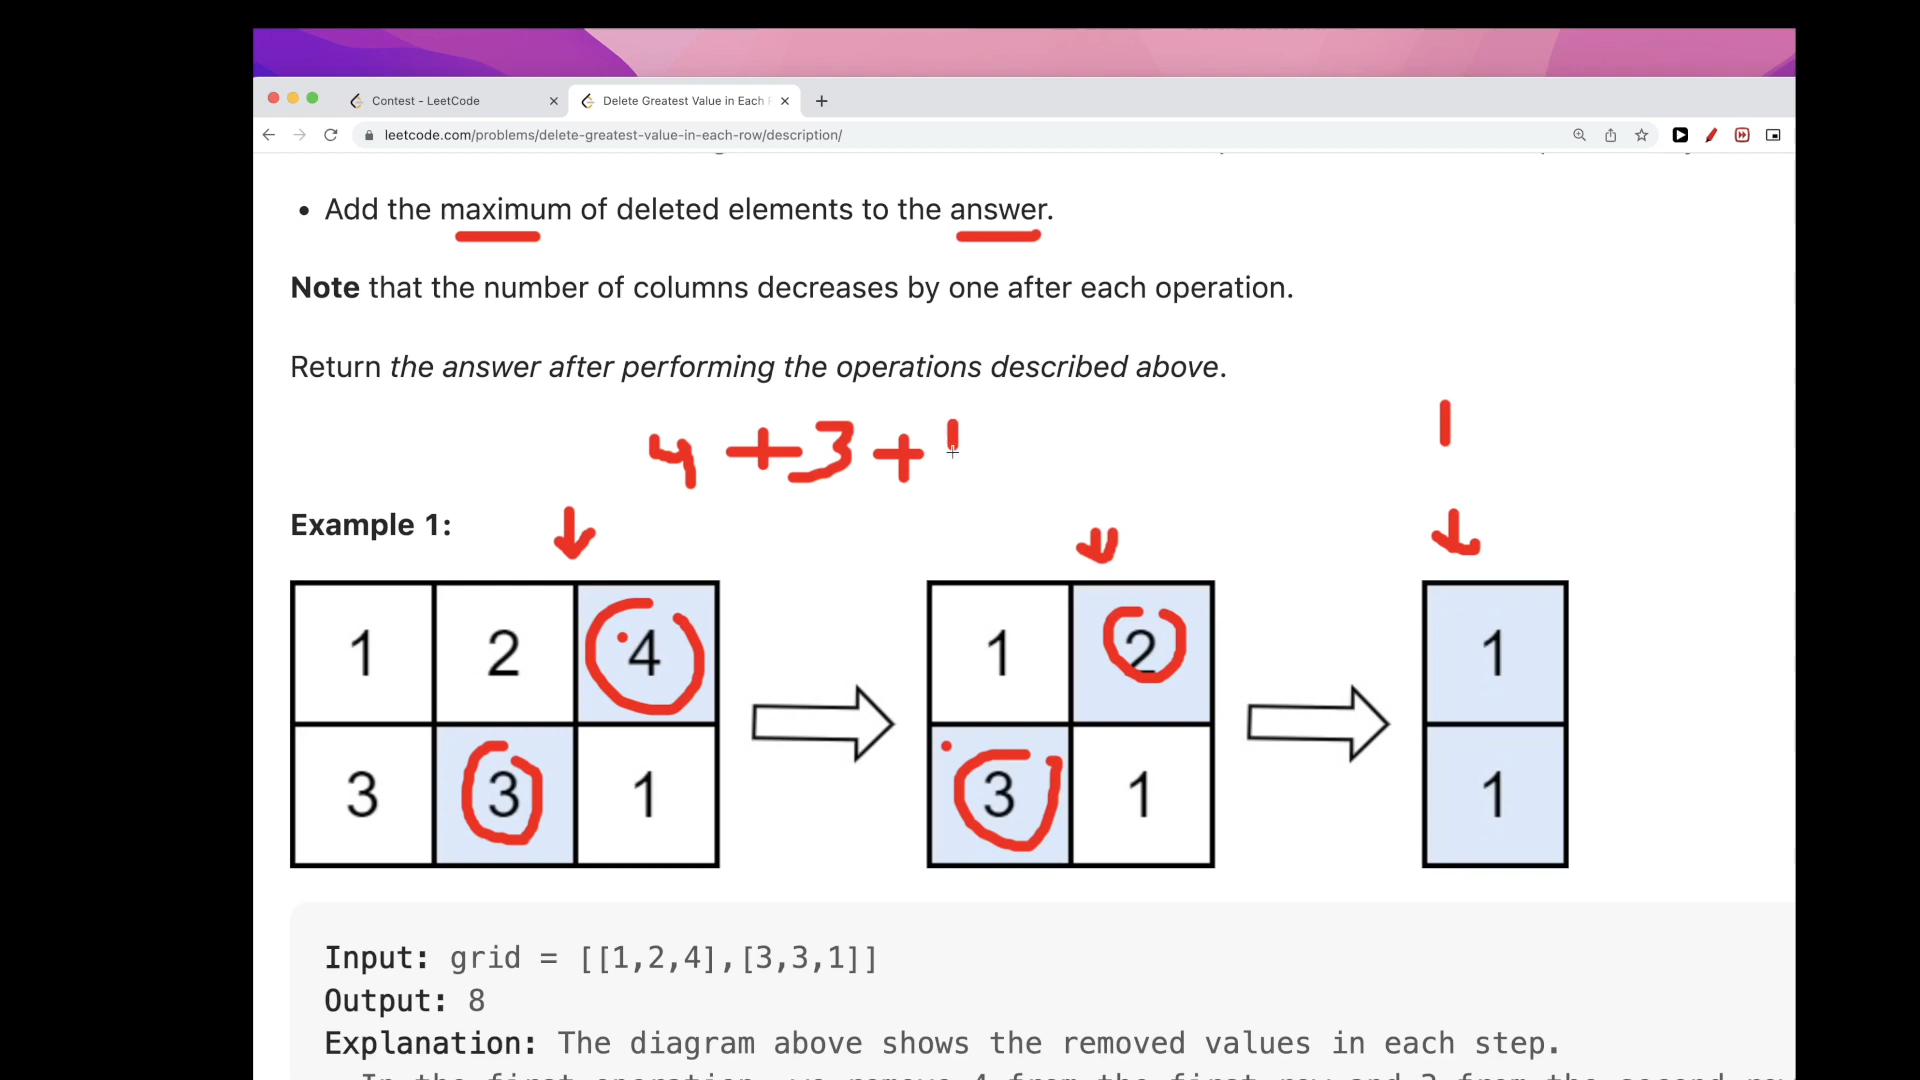 Contest - LeetCode
Delete Greatest Value in Each
leetcode.com/problems/delete-greatest-value-in-each-row/description/
• Add the maximum of deleted elements to the answer.
Note that the number of columns decreases by one after each operation.
Return the answer after performing the operations described above.
4 + 3 + 1
1
Example 1:
1 2 4 1 2 1
3 3 1 3 1 1
Input: grid = [[1,2,4],[3,3,1]]
Output: 8
Explanation: The diagram above shows the removed values in each step.